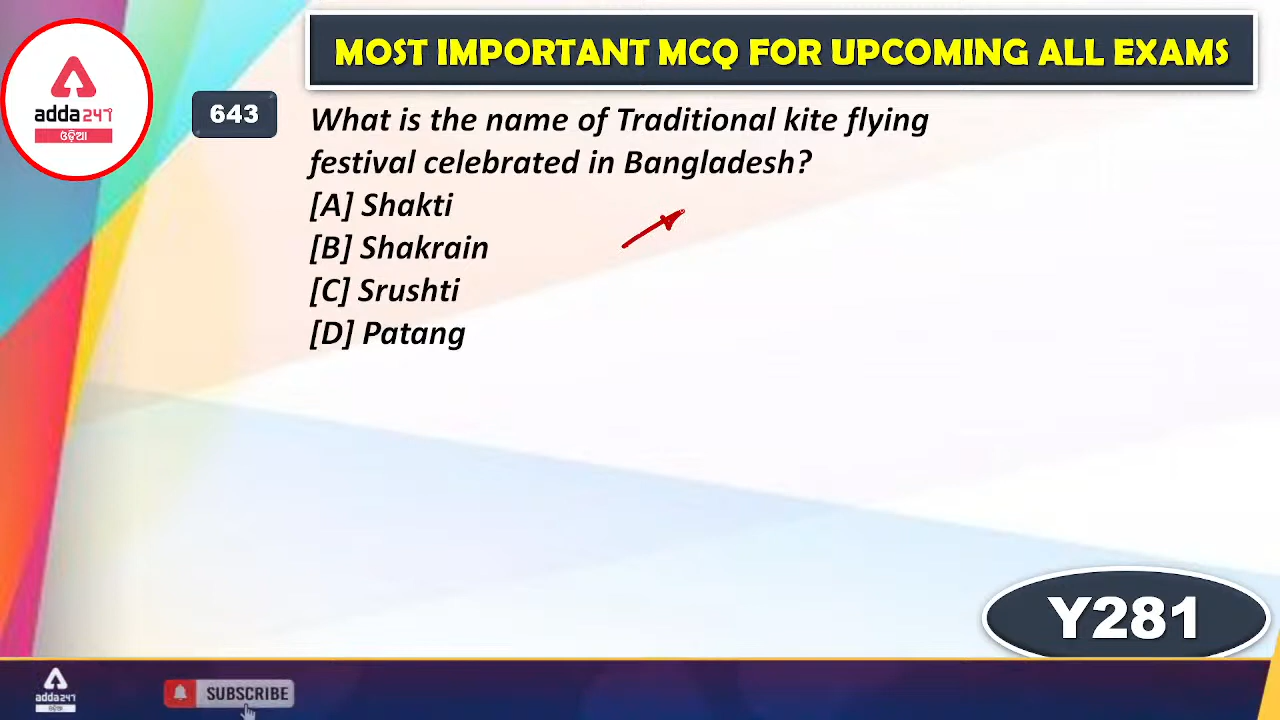 MOST IMPORTANT MCQ FOR UPCOMING ALL EXAMS
adda247
ଓଡ଼ିଆ
643
What is the name of Traditional kite flying
festival celebrated in Bangladesh?
[A] Shakti
[B] Shakrain
[C] Srushti
[D] Patang
Y281
adda247
ଓଡ଼ିଆ
SUBSCRIBE